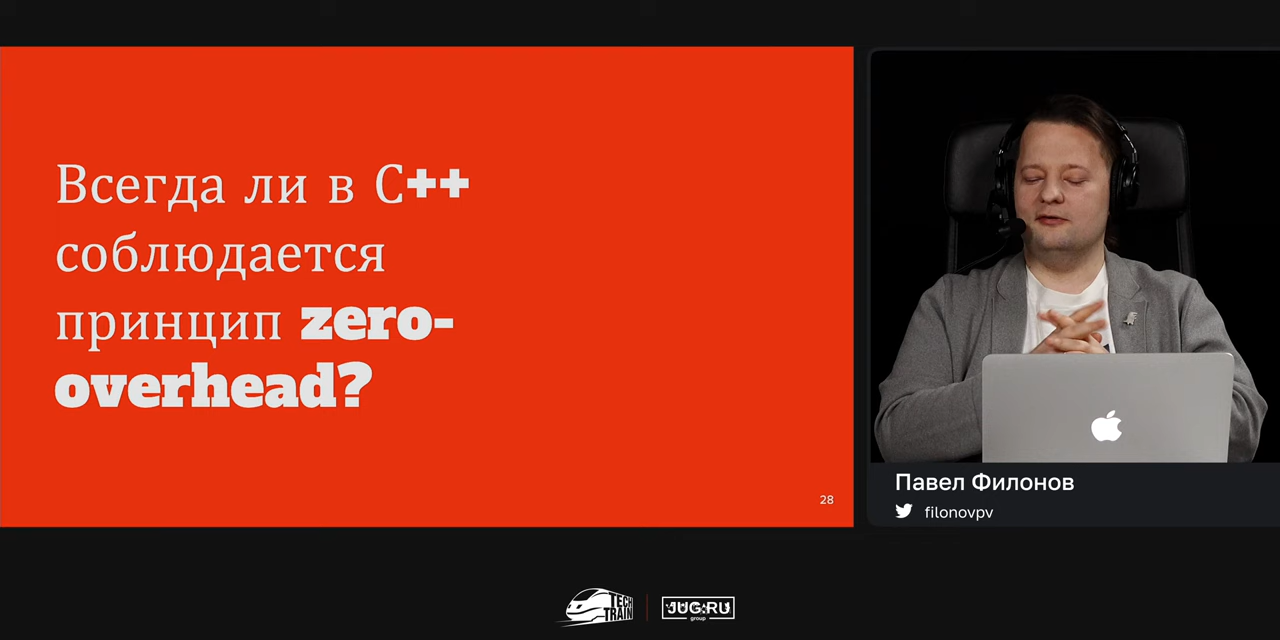 Всегда ли в C++
соблюдается
принцип zero-
overhead?
28
Павел Филонов
filonovpv
TECH
TRAIN
JUG.RU
group